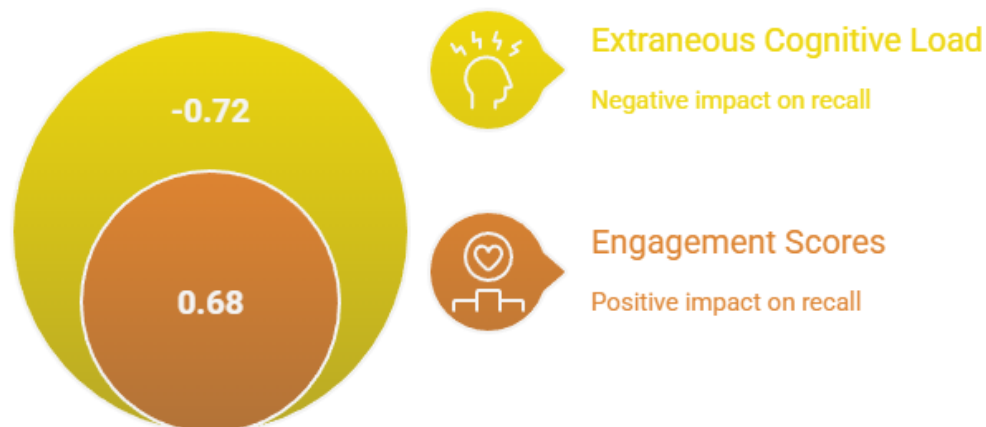 -0.72
0.68
Extraneous Cognitive Load
Negative impact on recall
Engagement Scores
Positive impact on recall